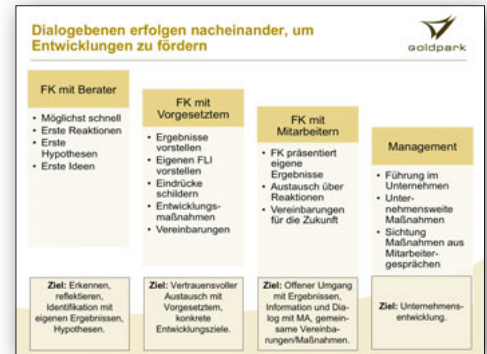 Dialogebenen erfolgen nacheinander, um
Entwicklungen zu fördern
Goldpark
FK mit Berater
• Möglichst schnell
• Erste Reaktionen
• Erste
Hypothesen
• Erste Ideen
FK mit
Vorgesetztem
• Ergebnisse
vorstellen
• Eigenen FLI
vorstellen
• Eindrücke
schildern
• Entwicklungs-
maßnahmen
• Vereinbarungen
FK mit
Mitarbeitern
• FK präsentiert
eigene
Ergebnisse
• Austausch über
Reaktionen
• Vereinbarungen
für die Zukunft
Management
• Führung im
Unternehmen
• Unter-
nehmensweite
Maßnahmen
• Sichtung
Maßnahmen aus
Mitarbeiter-
gesprächen
Ziel: Erkennen,
reflektieren,
Identifikation mit
eigenen Ergebnissen,
Hypothesen.
Ziel: Vertrauensvoller
Austausch mit
Vorgesetztem,
konkrete
Entwicklungsziele.
Ziel: Offener Umgang
mit Ergebnissen,
Information und Dia-
log mit MA, gemein-
same Vereinba-
rungen/Maßnahmen.
Ziel: Unternehmens-
entwicklung.